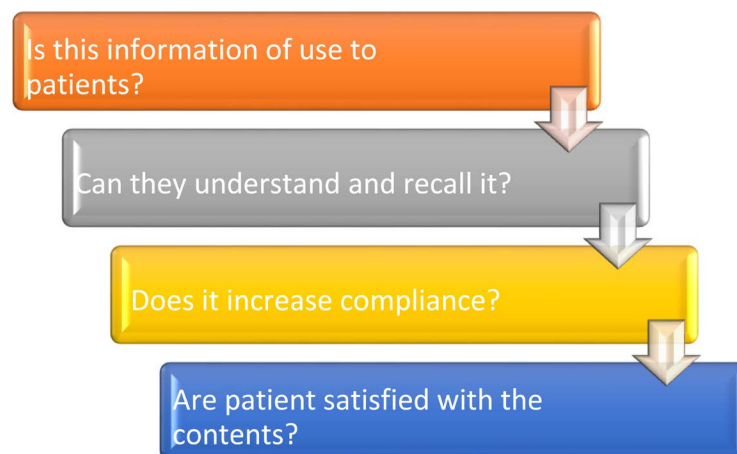 Is this information of use to
patients?
Can they understand and recall it?
Does it increase compliance?
Are patient satisfied with the
contents?